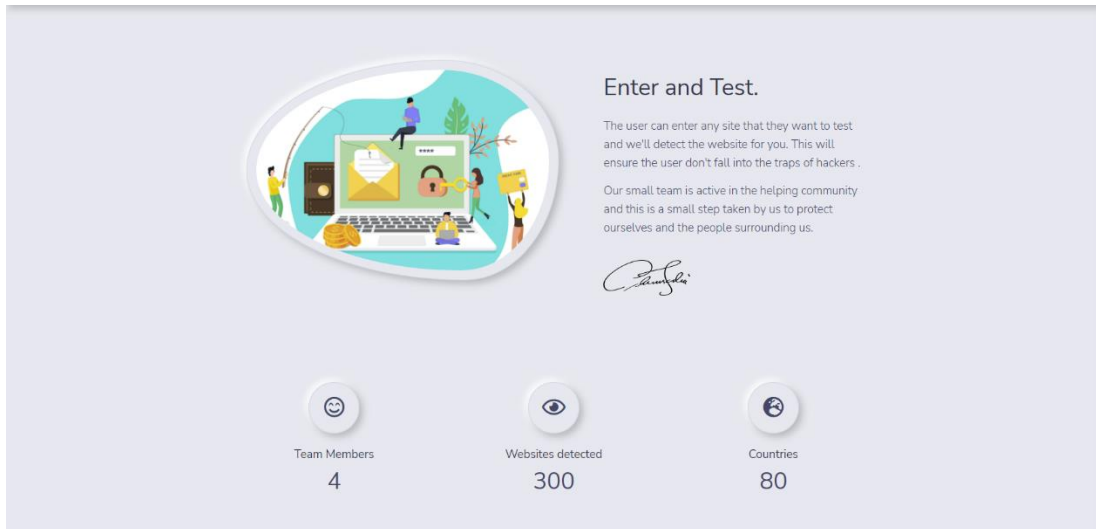 Enter and Test.
The user can enter any site that they want to test
and we'll detect the website for you. This will
ensure the user don't fall into the traps of hackers .
Our small team is active in the helping community
and this is a small step taken by us to protect
ourselves and the people surrounding us.
****
Team Members
4
Websites detected
300
Countries
80